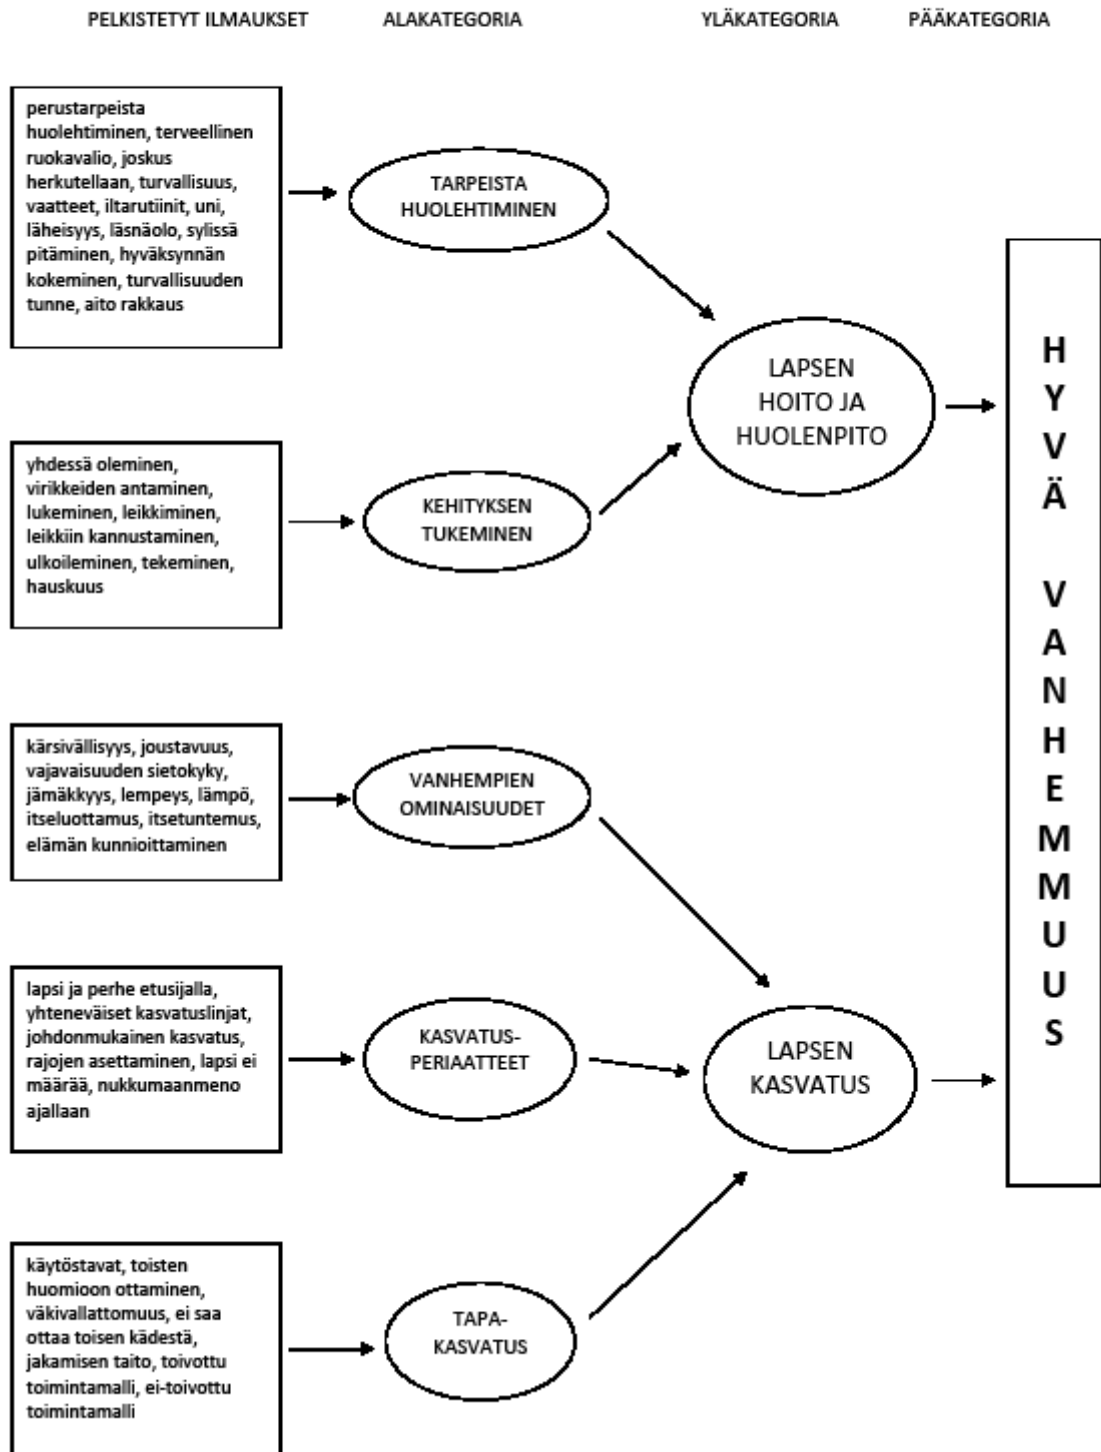 PELKISTETYT ILMAUKSET ALAKATEGORIA YLÄKATEGORIA PÄÄKATEGORIA
perustarpeista
huolehtiminen, terveellinen
ruokavalio, joskus
herkutellaan, turvallisuus,
vaatteet, iltarutiinit, uni,
läheisyys, läsnäolo, sylissä
pitäminen, hyväksynnän
kokeminen, turvallisuuden
tunne, aito rakkaus
TARPEISTA
HUOLEHTIMINEN
yhdessä oleminen,
virikkeiden antaminen,
lukeminen, leikkiminen,
leikkiin kannustaminen,
ulkoileminen, tekeminen,
hauskuus
KEHITYKSEN
TUKEMINEN
LAPSEN
HOITO JA
HUOLENPITO
kärsivällisyys, joustavuus,
vajavaisuuden sietokyky,
jämäkkyys, lempeys, lämpö,
itseluottamus, itsetuntemus,
elämän kunnioittaminen
VANHEMPIEN
OMINAISUUDET
lapsi ja perhe etusijalla,
yhteneväiset kasvatuslinjat,
johdonmukainen kasvatus,
rajojen asettaminen, lapsi ei
määrää, nukkumaanmeno
ajallaan
KASVATUS-
PERIAATTEET
käytöstavat, toisten
huomioon ottaminen,
väkivallattomuus, ei saa
ottaa toisen kädestä,
jakamisen taito, toivottu
toimintamalli, ei-toivottu
toimintamalli
TAPA-
KASVATUS
LAPSEN
KASVATUS
HYVÄ VANHEMMUUS